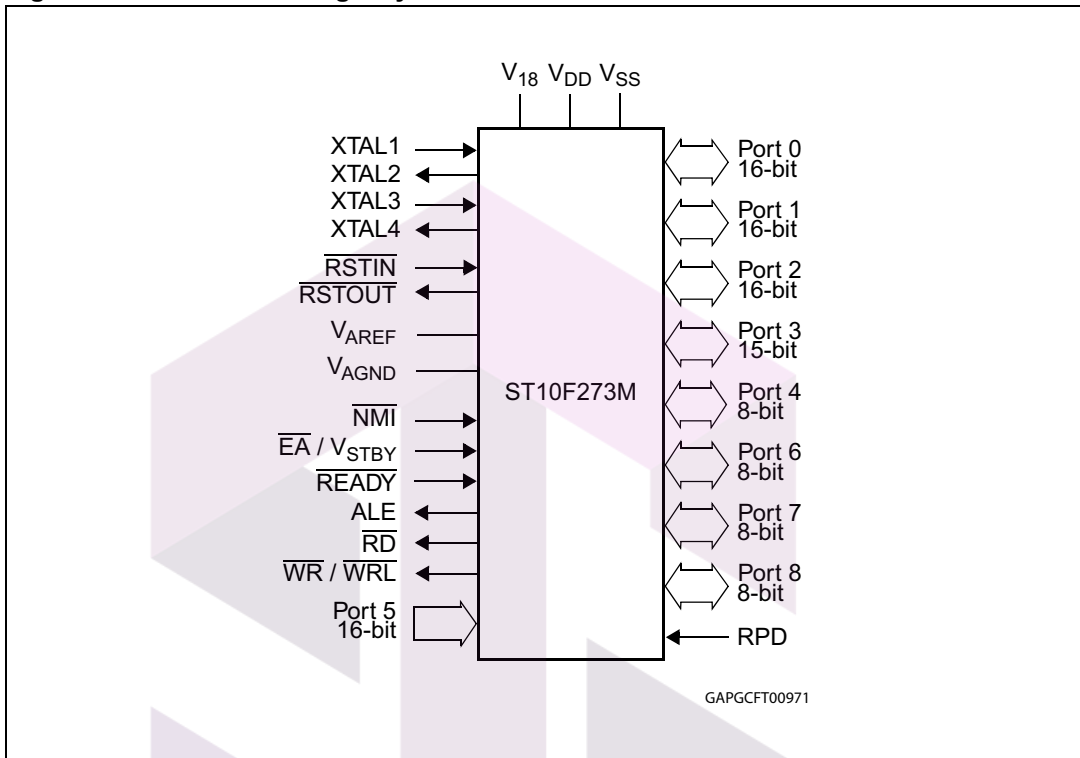 V18 VDD VSS
XTAL1
XTAL2
XTAL3
XTAL4
RSTIN
RSTOUT
VAREF
VAGND
NMI
EA / VSTBY
READY
ALE
RD
WR / WRL
Port 5
16-bit
ST10F273M
Port 0
16-bit
Port 1
16-bit
Port 2
16-bit
Port 3
15-bit
Port 4
8-bit
Port 6
8-bit
Port 7
8-bit
Port 8
8-bit
RPD
GAPGCFT00971